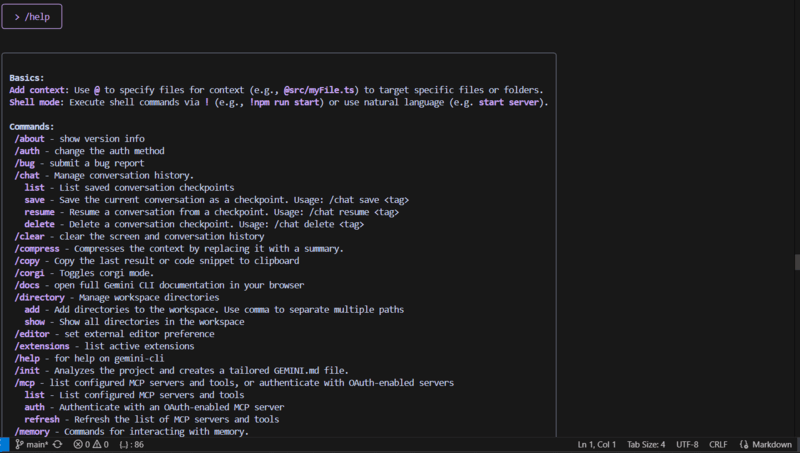 > /help
Basics:
Add context: Use @ to specify files for context (e.g., @src/myFile.ts) to target specific files or folders.
Shell mode: Execute shell commands via ! (e.g., !npm run start) or use natural language (e.g. start server).
Commands:
/about - show version info
/auth - change the auth method
/bug - submit a bug report
/chat - Manage conversation history.
list - List saved conversation checkpoints
save - Save the current conversation as a checkpoint. Usage: /chat save <tag>
resume - Resume a conversation from a checkpoint. Usage: /chat resume <tag>
delete - Delete a conversation checkpoint. Usage: /chat delete <tag>
/clear - clear the screen and conversation history
/compress - Compresses the context by replacing it with a summary.
/copy - Copy the last result or code snippet to clipboard
/corgi - Toggles corgi mode.
/docs - open full Gemini CLI documentation in your browser
/directory - Manage workspace directories
add - Add directories to the workspace. Use comma to separate multiple paths
show - Show all directories in the workspace
/editor - set external editor preference
/extensions - list active extensions
/help - for help on gemini-cli
/init - Analyzes the project and creates a tailored GEMINI.md file.
/mcp - list configured MCP servers and tools, or authenticate with OAuth-enabled servers
list - List configured MCP servers and tools
auth - Authenticate with an OAuth-enabled MCP server
refresh - Refresh the list of MCP servers and tools
/memory - Commands for interacting with memory.
main* 0 0 {..} : 86 Ln 1, Col 1 Tab Size: 4 UTF-8 CRLF Markdown